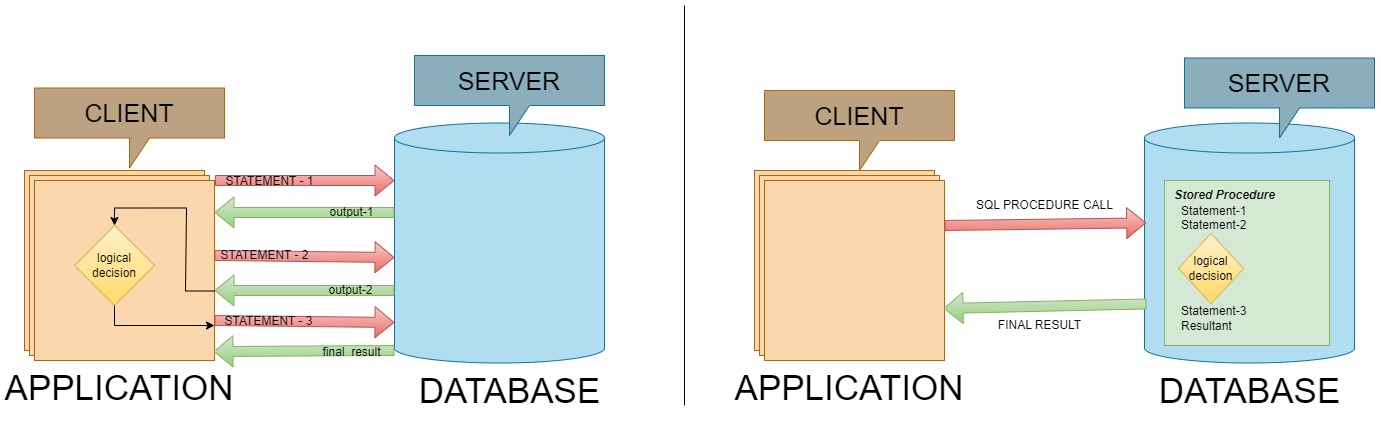 CLIENT
SERVER
STATEMENT - 1
output-1
STATEMENT - 2
logical
decision
output-2
STATEMENT - 3
final result
APPLICATION
DATABASE
CLIENT
SERVER
SQL PROCEDURE CALL
Stored Procedure
Statement-1
Statement-2
logical
decision
Statement-3
Resultant
FINAL RESULT
APPLICATION
DATABASE